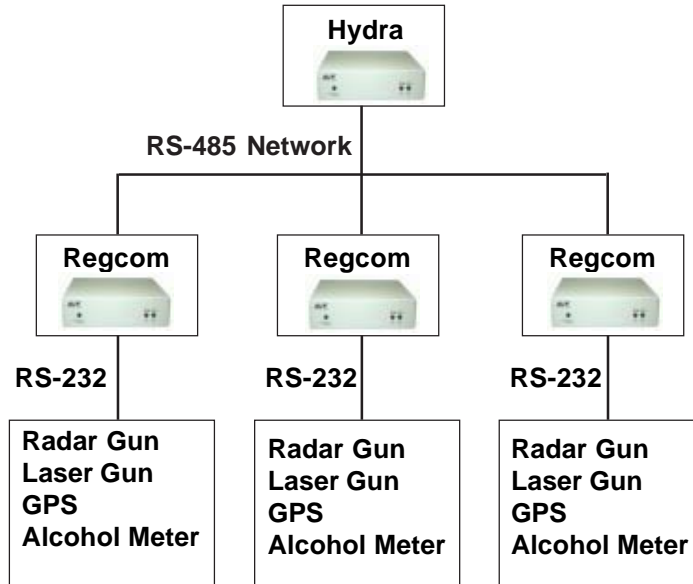 Hydra
AVE
RS-485 Network
Regcom
Regcom
Regcom
RS-232
RS-232
RS-232
Radar Gun
Laser Gun
GPS
Alcohol Meter
Radar Gun
Laser Gun
GPS
Alcohol Meter
Radar Gun
Laser Gun
GPS
Alcohol Meter